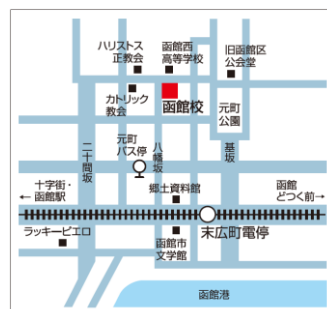 ハリストス
正教会
函館西
高等学校
旧函館区
公会堂
カトリック
教会
函館校
元町
公園
元町
バス停
二十間坂
八幡坂
基坂
十字街・
函館駅
←
郷土資料館
函館
どつく前→
ラッキーピエロ
函館市
文学館
末広町電停
函館港